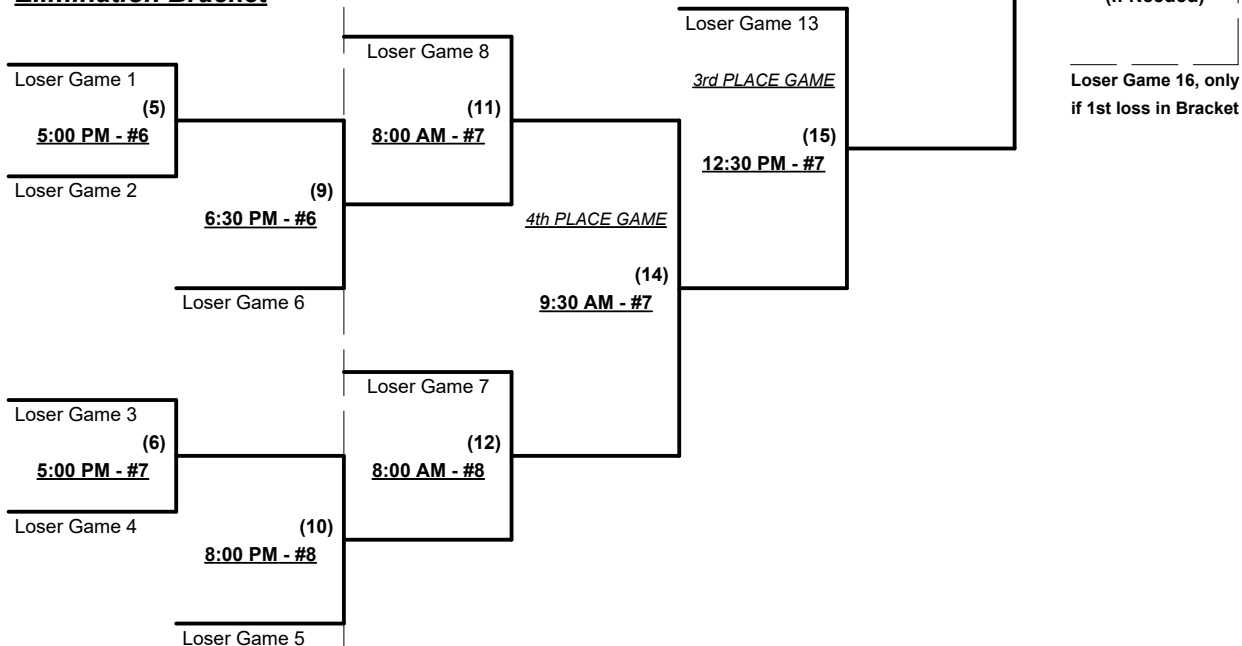 Elimination Bracket
(If Needed)
Loser Game 13
Loser Game 8
Loser Game 1
3rd PLACE GAME
Loser Game 16, only
if 1st loss in Bracket
(5)
(11)
5:00 PM - #6
8:00 AM - #7
(15)
12:30 PM - #7
Loser Game 2
(9)
6:30 PM - #6
4th PLACE GAME
(14)
Loser Game 6
9:30 AM - #7
Loser Game 7
Loser Game 3
(6)
(12)
5:00 PM - #7
8:00 AM - #8
Loser Game 4
(10)
8:00 PM - #8
Loser Game 5